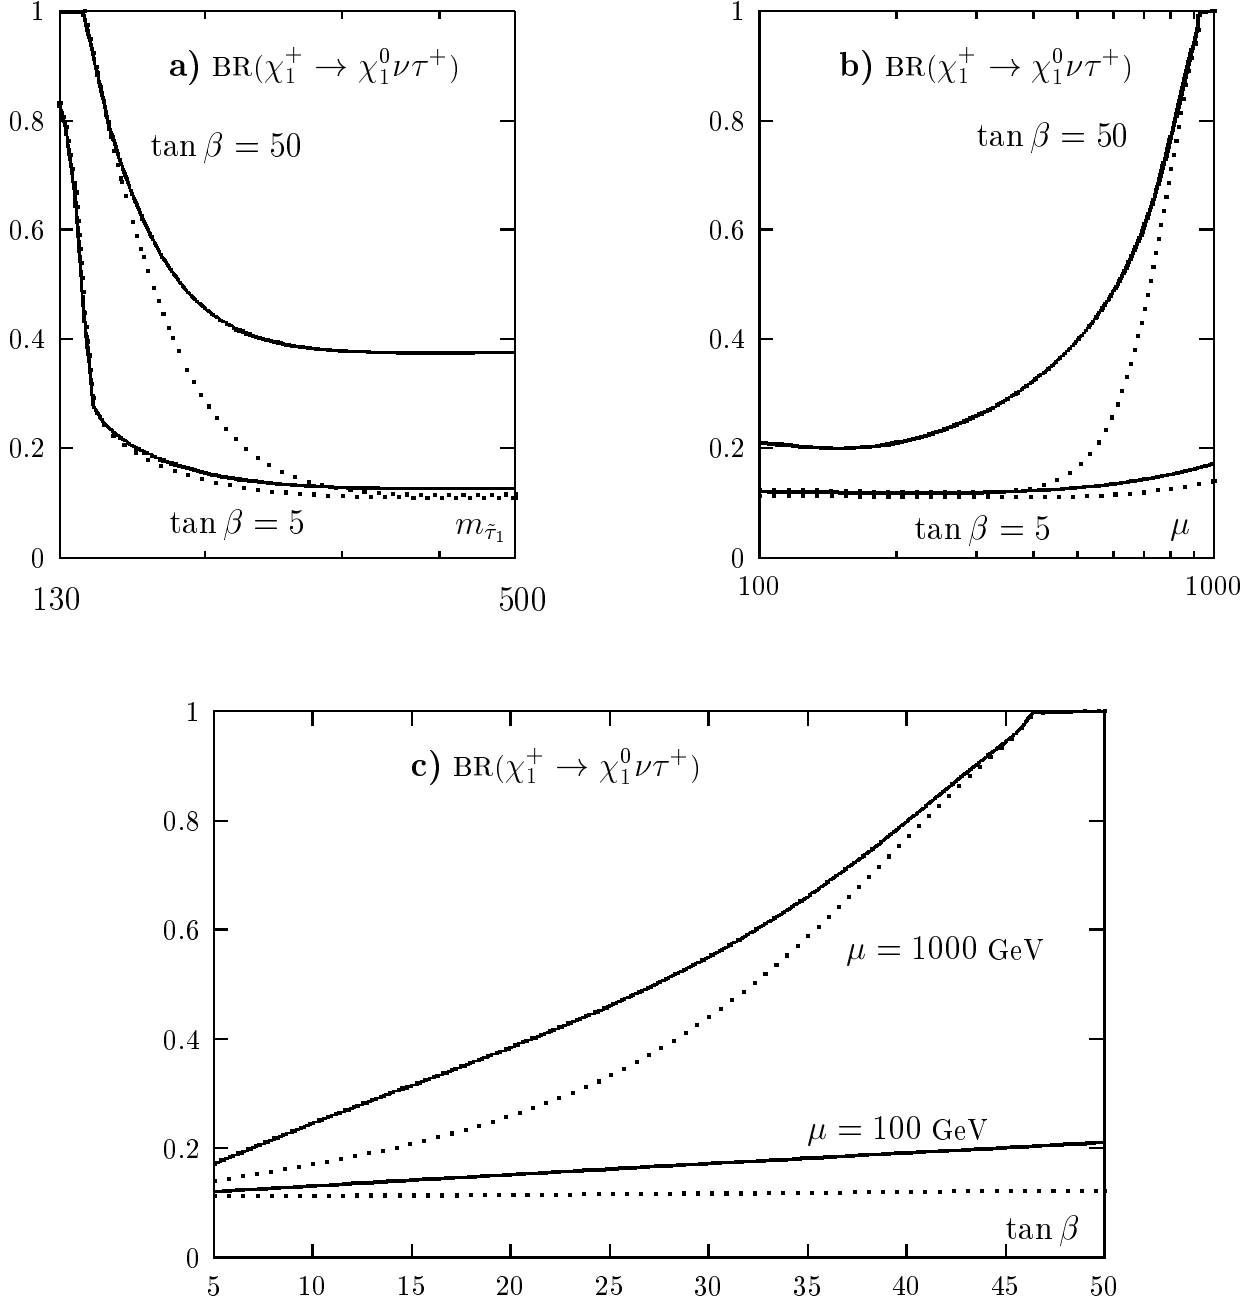 1
a) BR(χ₁⁺ → χ₁⁰ντ⁺)
0.8
tan β = 50
0.6
0.4
0.2
tan β = 5
m_τ̃₁
0
130
500
1
b) BR(χ₁⁺ → χ₁⁰ντ⁺)
0.8
tan β = 50
0.6
0.4
0.2
tan β = 5
μ
0
100
1000
1
c) BR(χ₁⁺ → χ₁⁰ντ⁺)
0.8
0.6
μ = 1000 GeV
0.4
μ = 100 GeV
0.2
tan β
0
5 10 15 20 25 30 35 40 45 50